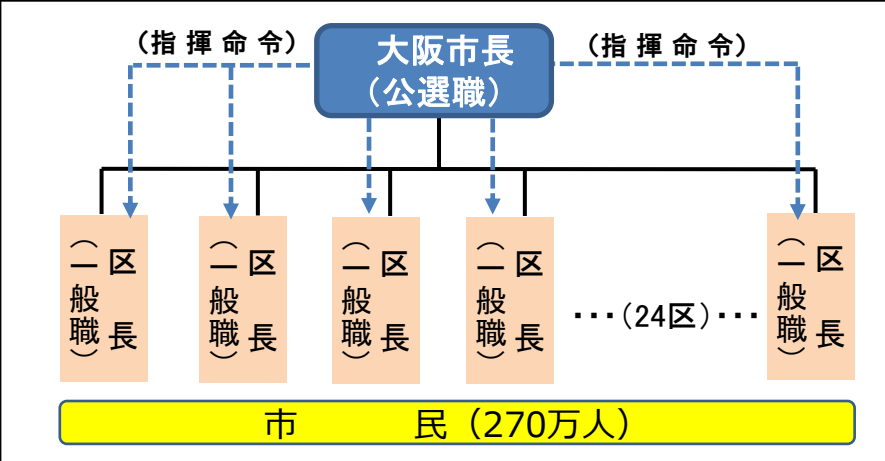 (指揮命令)
大阪市長
(公選職)
(指揮命令)
区長
(一般職)
区長
(一般職)
区長
(一般職)
区長
(一般職)
・・・(24区)・・・
区長
(一般職)
市 民(270万人)